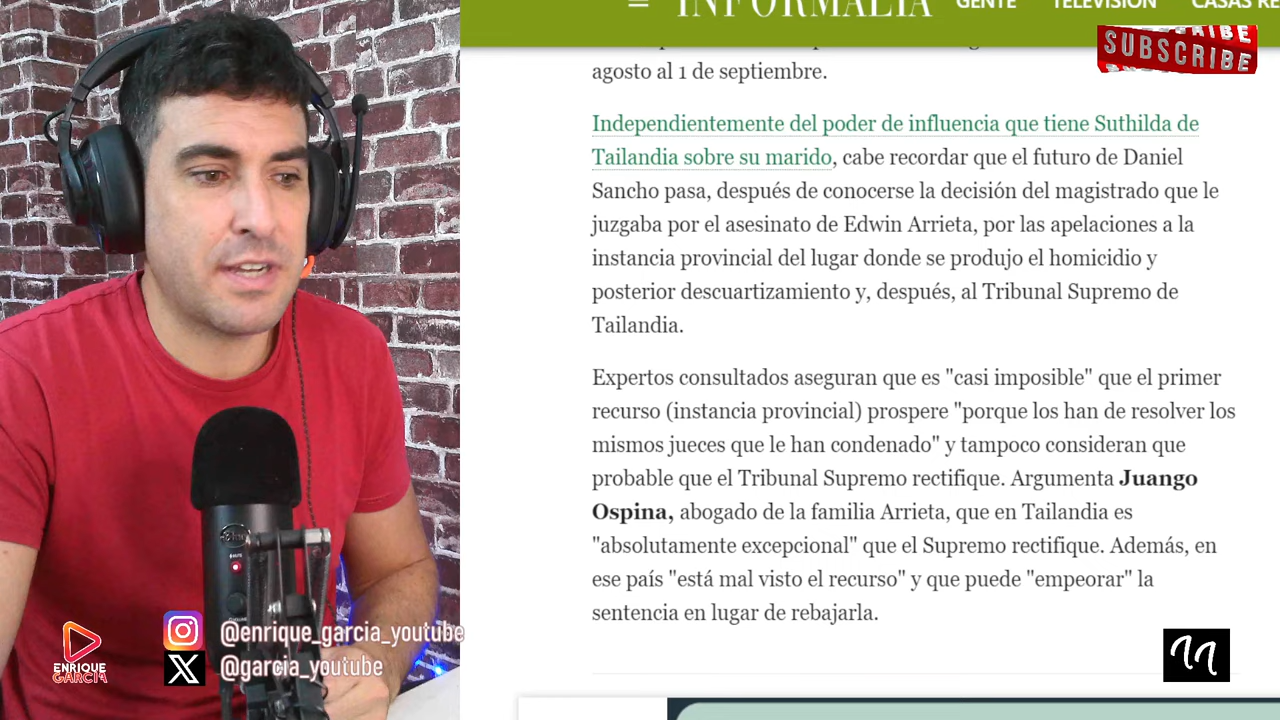 INFORMALIA
GENTE
TELEVISIÓN
CASAS RE
SUBSCRIBE
agosto al 1 de septiembre.
Independientemente del poder de influencia que tiene Suthilda de
Tailandia sobre su marido, cabe recordar que el futuro de Daniel
Sancho pasa, después de conocerse la decisión del magistrado que le
juzgaba por el asesinato de Edwin Arrieta, por las apelaciones a la
instancia provincial del lugar donde se produjo el homicidio y
posterior descuartizamiento y, después, al Tribunal Supremo de
Tailandia.
Expertos consultados aseguran que es "casi imposible" que el primer
recurso (instancia provincial) prospere "porque los han de resolver los
mismos jueces que le han condenado" y tampoco consideran que
probable que el Tribunal Supremo rectifique. Argumenta Juango
Ospina, abogado de la familia Arrieta, que en Tailandia es
"absolutamente excepcional" que el Supremo rectifique. Además, en
ese país "está mal visto el recurso" y que puede "empeorar" la
sentencia en lugar de rebajarla.
ENRIQUE
GARCIA
@enrique_garcia_youtube
@garcia_youtube